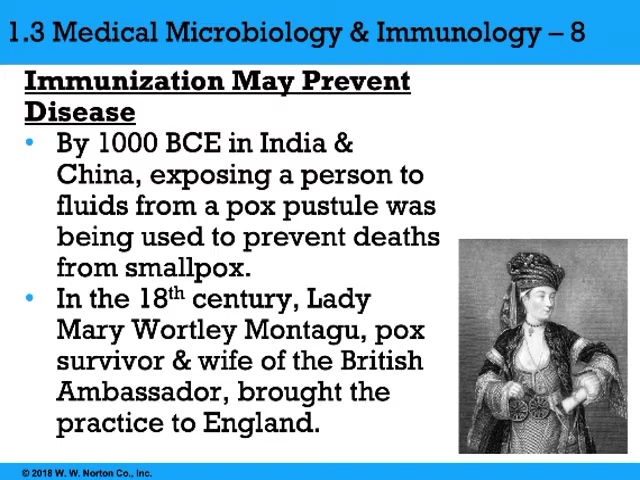 1.3 Medical Microbiology & Immunology – 8
Immunization May Prevent
Disease
• By 1000 BCE in India &
China, exposing a person to
fluids from a pox pustule was
being used to prevent deaths
from smallpox.
• In the 18th century, Lady
Mary Wortley Montagu, pox
survivor & wife of the British
Ambassador, brought the
practice to England.
© 2018 W. W. Norton Co., Inc.